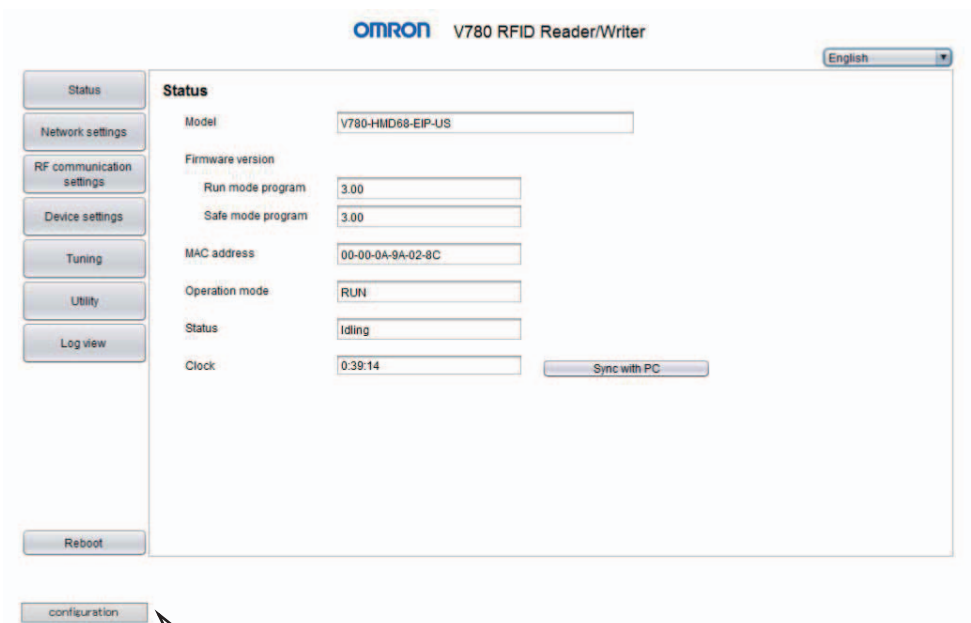 OMRON V780 RFID Reader/Writer
English
Status
Network settings
RF communication
settings
Device settings
Tuning
Utility
Log view
Reboot
Status
Model V780-HMD68-EIP-US
Firmware version
Run mode program 3.00
Safe mode program 3.00
MAC address 00-00-0A-9A-02-8C
Operation mode RUN
Status Idling
Clock 0:39:14 Sync with PC
configuration